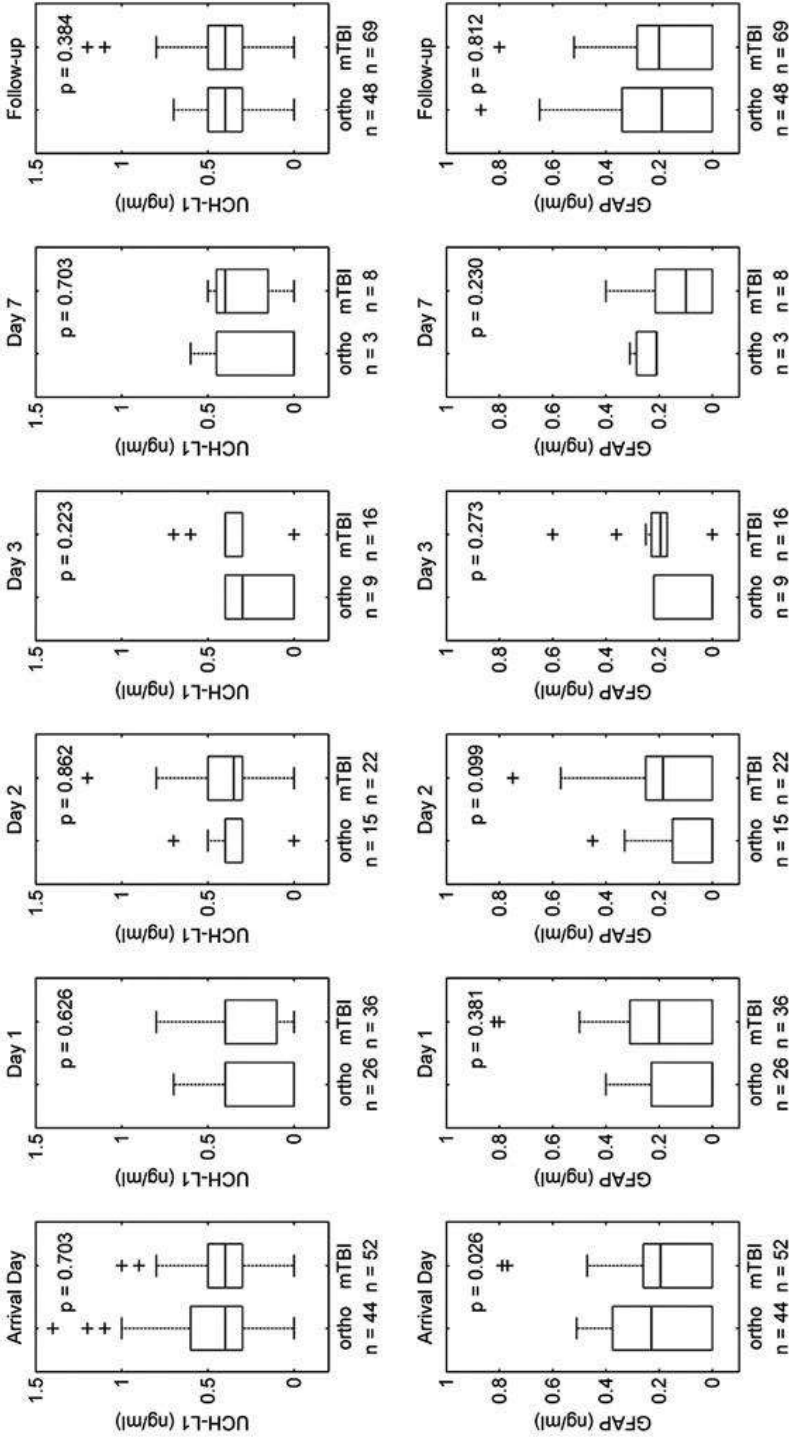 Arrival Day
1.5
1
0.5
0
UCH-L1 (ng/ml)
p = 0.703
ortho mTBI
n = 44 n = 52
Day 1
1.5
1
0.5
0
UCH-L1 (ng/ml)
p = 0.626
ortho mTBI
n = 26 n = 36
Day 2
1.5
1
0.5
0
UCH-L1 (ng/ml)
p = 0.862
ortho mTBI
n = 15 n = 22
Day 3
1.5
1
0.5
0
UCH-L1 (ng/ml)
p = 0.223
ortho mTBI
n = 9 n = 16
Day 7
1.5
1
0.5
0
UCH-L1 (ng/ml)
p = 0.703
ortho mTBI
n = 3 n = 8
Follow-up
1.5
1
0.5
0
UCH-L1 (ng/ml)
p = 0.384
ortho mTBI
n = 48 n = 69
Arrival Day
1
0.8
0.6
0.4
0.2
0
GFAP (ng/ml)
p = 0.026
ortho mTBI
n = 44 n = 52
Day 1
1
0.8
0.6
0.4
0.2
0
GFAP (ng/ml)
p = 0.381
ortho mTBI
n = 26 n = 36
Day 2
1
0.8
0.6
0.4
0.2
0
GFAP (ng/ml)
p = 0.099
ortho mTBI
n = 15 n = 22
Day 3
1
0.8
0.6
0.4
0.2
0
GFAP (ng/ml)
p = 0.273
ortho mTBI
n = 9 n = 16
Day 7
1
0.8
0.6
0.4
0.2
0
GFAP (ng/ml)
p = 0.230
ortho mTBI
n = 3 n = 8
Follow-up
1
0.8
0.6
0.4
0.2
0
GFAP (ng/ml)
p = 0.812
ortho mTBI
n = 48 n = 69